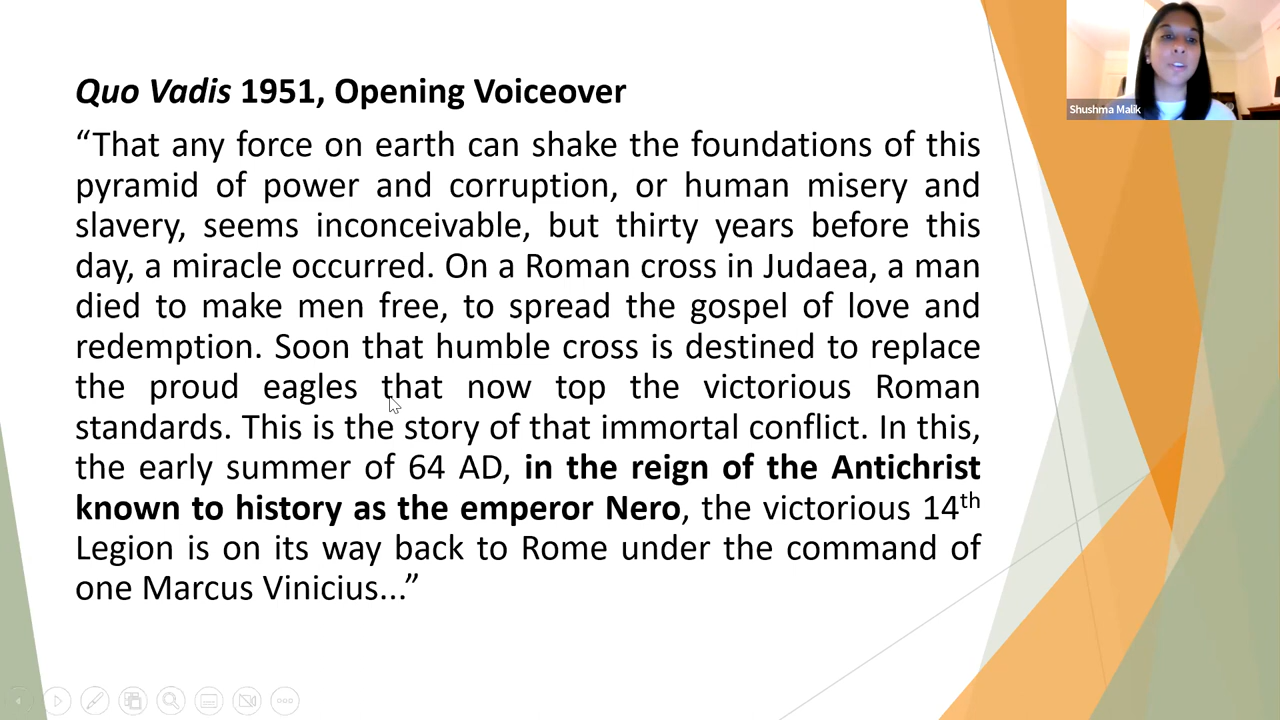 Quo Vadis 1951, Opening Voiceover
“That any force on earth can shake the foundations of this
pyramid of power and corruption, or human misery and
slavery, seems inconceivable, but thirty years before this
day, a miracle occurred. On a Roman cross in Judaea, a man
died to make men free, to spread the gospel of love and
redemption. Soon that humble cross is destined to replace
the proud eagles that now top the victorious Roman
standards. This is the story of that immortal conflict. In this,
the early summer of 64 AD, in the reign of the Antichrist
known to history as the emperor Nero, the victorious 14th
Legion is on its way back to Rome under the command of
one Marcus Vinicius...”
Shushma Malik